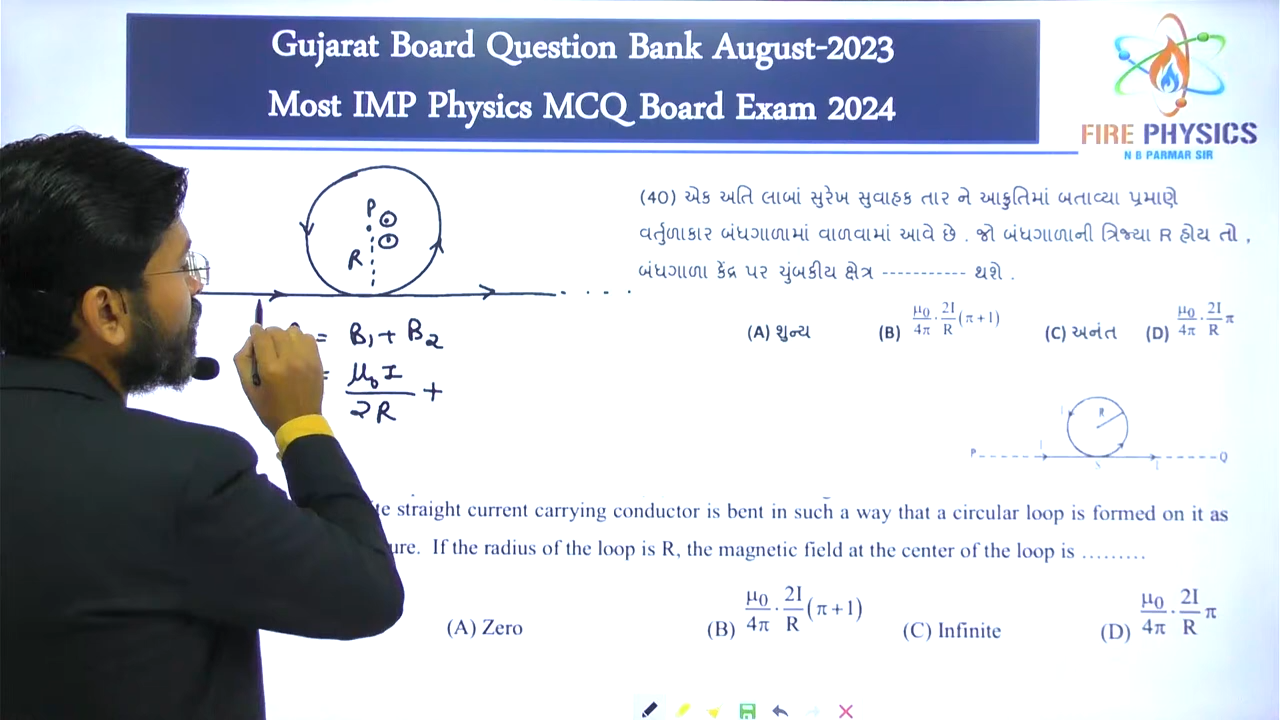 Gujarat Board Question Bank August-2023
Most IMP Physics MCQ Board Exam 2024
FIRE PHYSICS
N B PARMAR SIR
(40) એક અતિ લાબાં સુરેખ સુવાહક તાર ને આકૃતિમાં બતાવ્યા પ્રમાણે
વર્તુળાકાર બંધગાળામાં વાળવામાં આવે છે . જો બંધગાળાની ત્રિજ્યા R હોય તો ,
બંધગાળા કેંદ્ર પર ચુંબકીય ક્ષેત્ર ----------- થશે .
(A) શુન્ય (B) μ0/4π · 2I/R (π+1) (C) અનંત (D) μ0/4π · 2I/R π
P
R
= B1 + B2
= μ0 I / 2R +
R
I
I
P
Q
S
I
straight current carrying conductor is bent in such a way that a circular loop is formed on it as
If the radius of the loop is R, the magnetic field at the center of the loop is .........
(A) Zero (B) μ0/4π · 2I/R (π+1) (C) Infinite (D) μ0/4π · 2I/R π